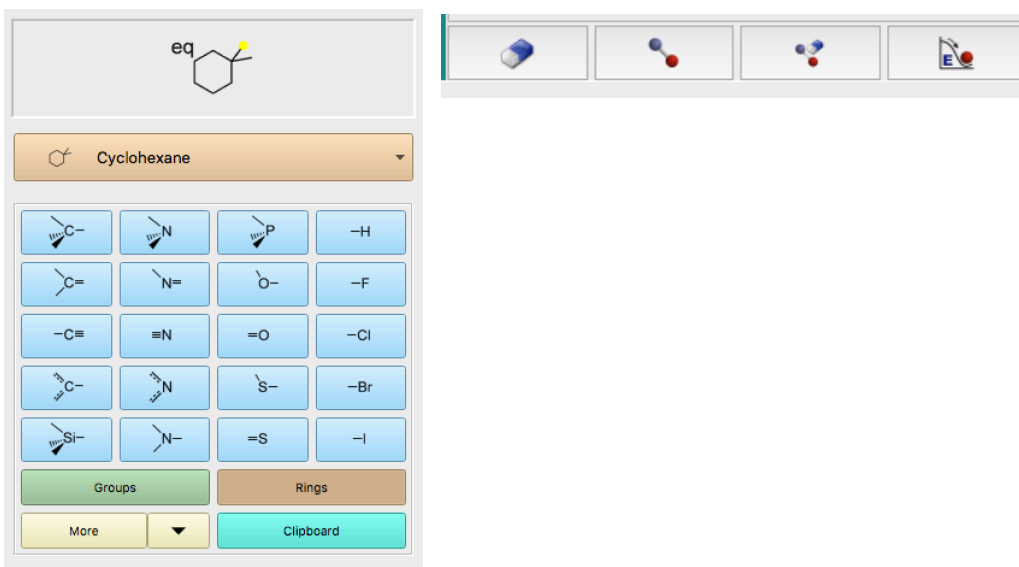 eq
E
Cyclohexane
C– N P –H
C= N= O– –F
–C≡ ≡N =O –Cl
C– N S– –Br
Si– N– =S –I
Groups Rings
More Clipboard